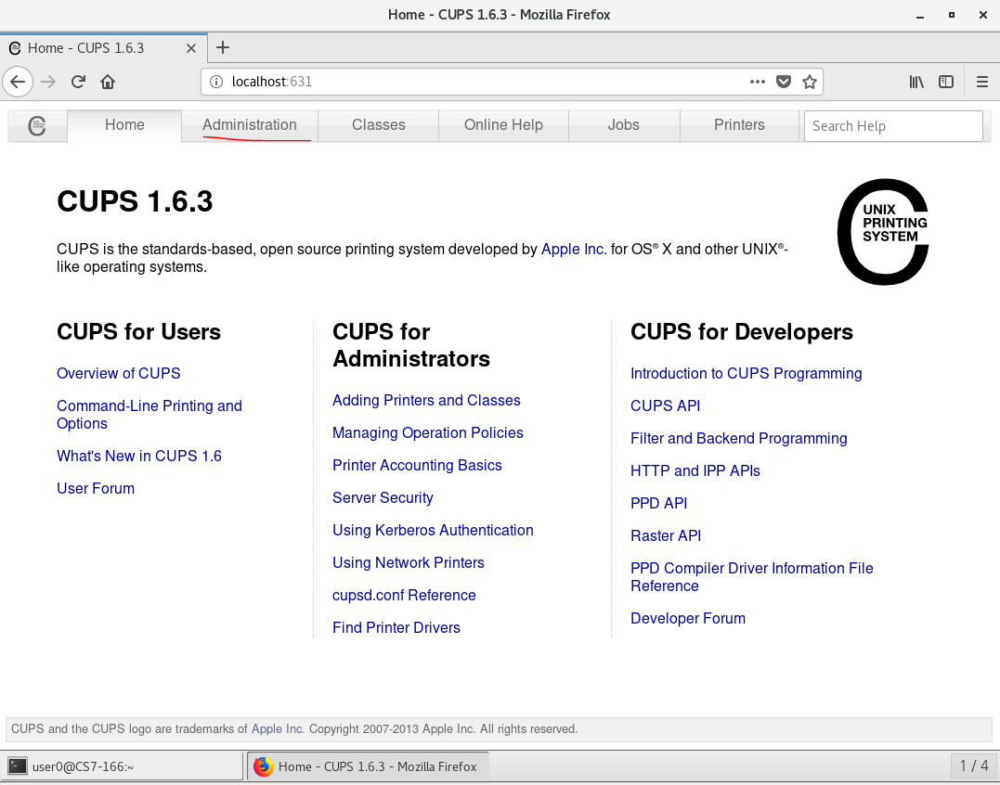 Home - CUPS 1.6.3 - Mozilla Firefox
Home - CUPS 1.6.3
localhost:631
Home Administration Classes Online Help Jobs Printers Search Help
CUPS 1.6.3
CUPS is the standards-based, open source printing system developed by Apple Inc. for OS® X and other UNIX®-
like operating systems.
UNIX
PRINTING
SYSTEM
CUPS for Users
Overview of CUPS
Command-Line Printing and
Options
What's New in CUPS 1.6
User Forum
CUPS for
Administrators
Adding Printers and Classes
Managing Operation Policies
Printer Accounting Basics
Server Security
Using Kerberos Authentication
Using Network Printers
cupsd.conf Reference
Find Printer Drivers
CUPS for Developers
Introduction to CUPS Programming
CUPS API
Filter and Backend Programming
HTTP and IPP APIs
PPD API
Raster API
PPD Compiler Driver Information File
Reference
Developer Forum
CUPS and the CUPS logo are trademarks of Apple Inc. Copyright 2007-2013 Apple Inc. All rights reserved.
user0@CS7-166:~
Home - CUPS 1.6.3 - Mozilla Firefox
1 / 4